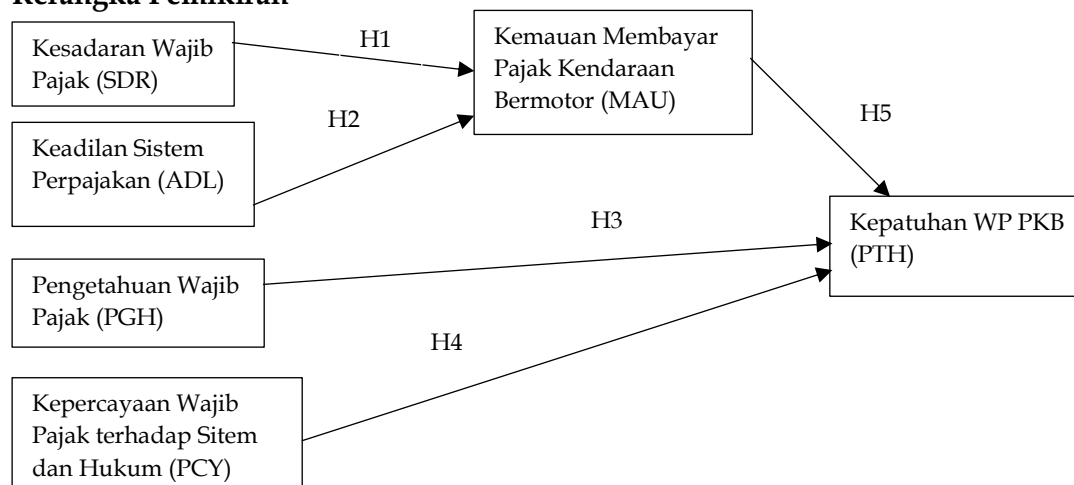 Kerangka Pemikiran
Kesadaran Wajib
Pajak (SDR)
H1
Kemauan Membayar
Pajak Kendaraan
Bermotor (MAU)
H2
Keadilan Sistem
Perpajakan (ADL)
H5
H3
Kepatuhan WP PKB
(PTH)
Pengetahuan Wajib
Pajak (PGH)
H4
Kepercayaan Wajib
Pajak terhadap Sitem
dan Hukum (PCY)